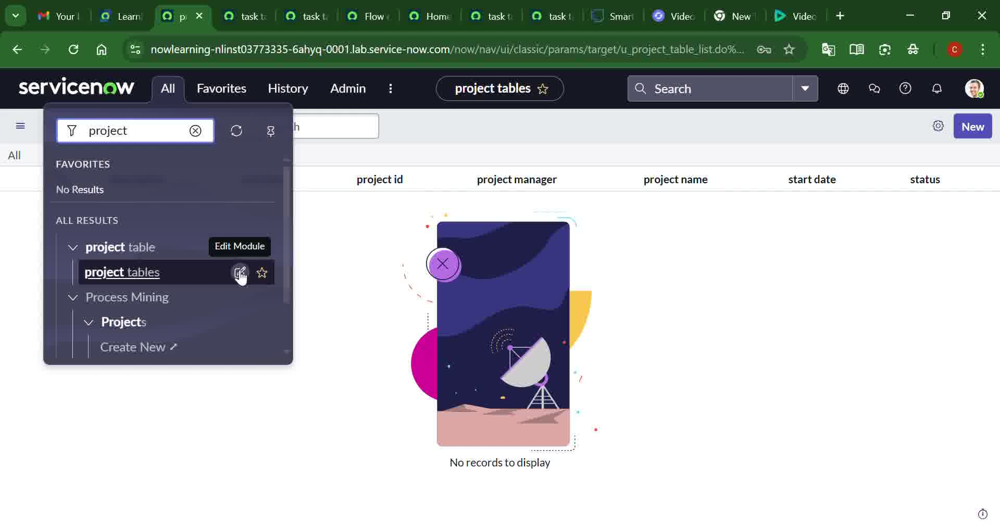 Your
Learn
p
task t
task t
Flow
Home
task t
task t
Smar
Video
New
Video
nowlearning-nlinst03773335-6ahyq-0001.lab.service-now.com/now/nav/ui/classic/params/target/u_project_table_list.do%...
C
servicenow
All
Favorites
History
Admin
project tables
Search
project
h
New
All
FAVORITES
No Results
project id
project manager
project name
start date
status
ALL RESULTS
project table
Edit Module
project tables
Process Mining
Projects
Create New
No records to display